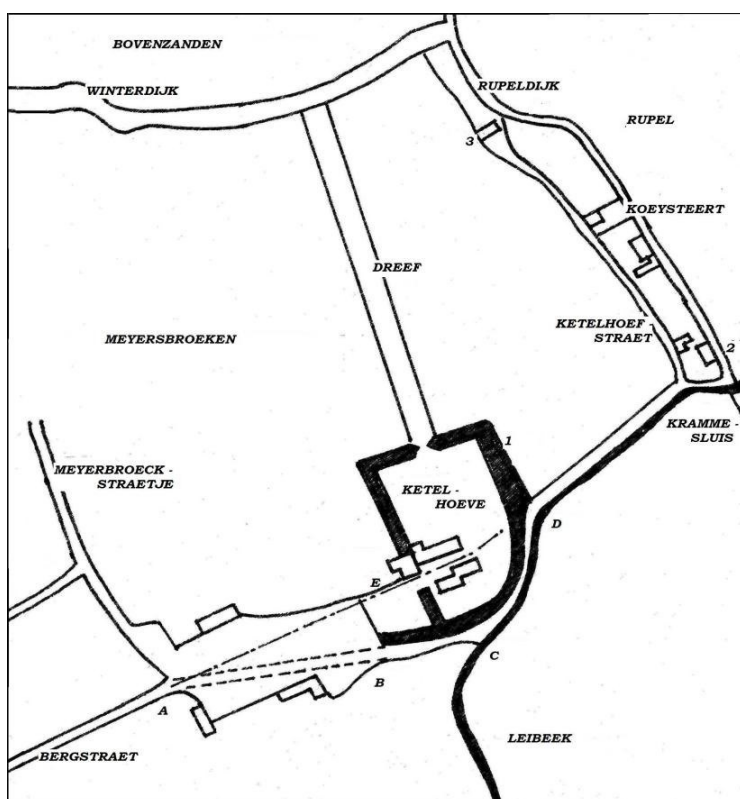 BOVENZANDEN
WINTERDIJK
RUPELDIJK
RUPEL
3
KOEYSTEERT
DREEF
MEYERSBROEKEN
KETELHOEF -
STRAET
2
KRAMME -
SLUIS
1
MEYERBROECK -
STRAETJE
KETEL -
HOEVE
D
E
C
B
A
LEIBEEK
BERGSTRAET